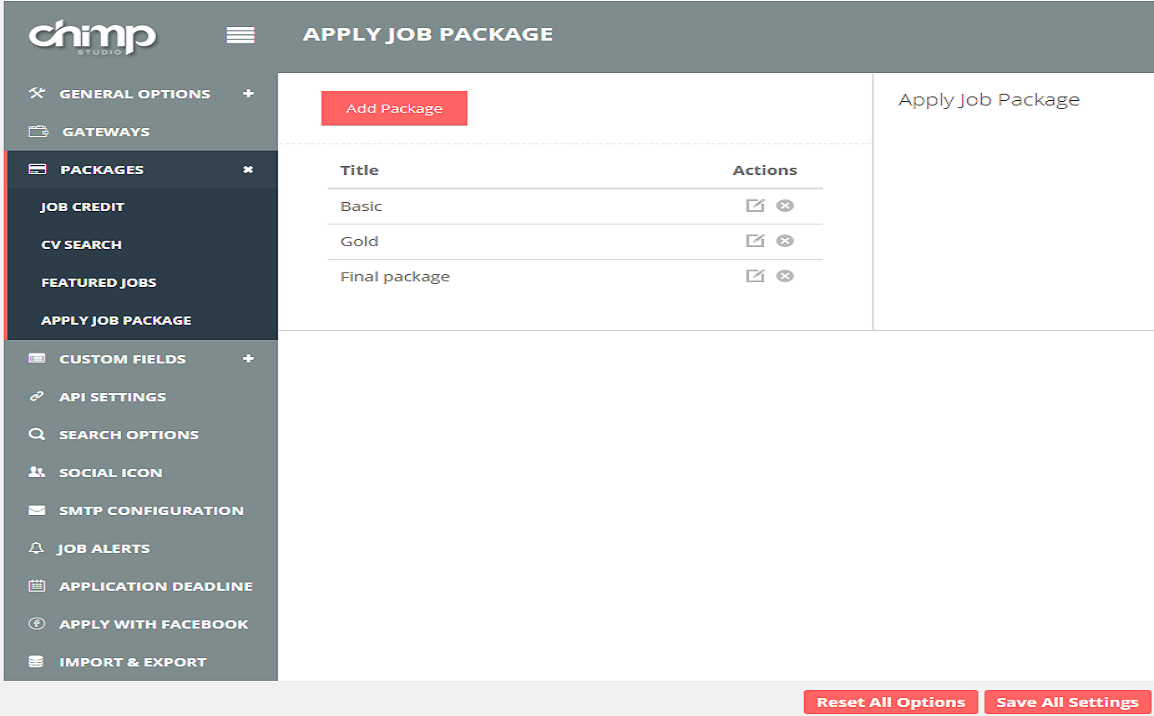 chimp
STUDIO
APPLY JOB PACKAGE
GENERAL OPTIONS
GATEWAYS
PACKAGES
JOB CREDIT
CV SEARCH
FEATURED JOBS
APPLY JOB PACKAGE
CUSTOM FIELDS
API SETTINGS
SEARCH OPTIONS
SOCIAL ICON
SMTP CONFIGURATION
JOB ALERTS
APPLICATION DEADLINE
APPLY WITH FACEBOOK
IMPORT & EXPORT
Add Package
Title Actions
Basic
Gold
Final package
Apply Job Package
Reset All Options Save All Settings